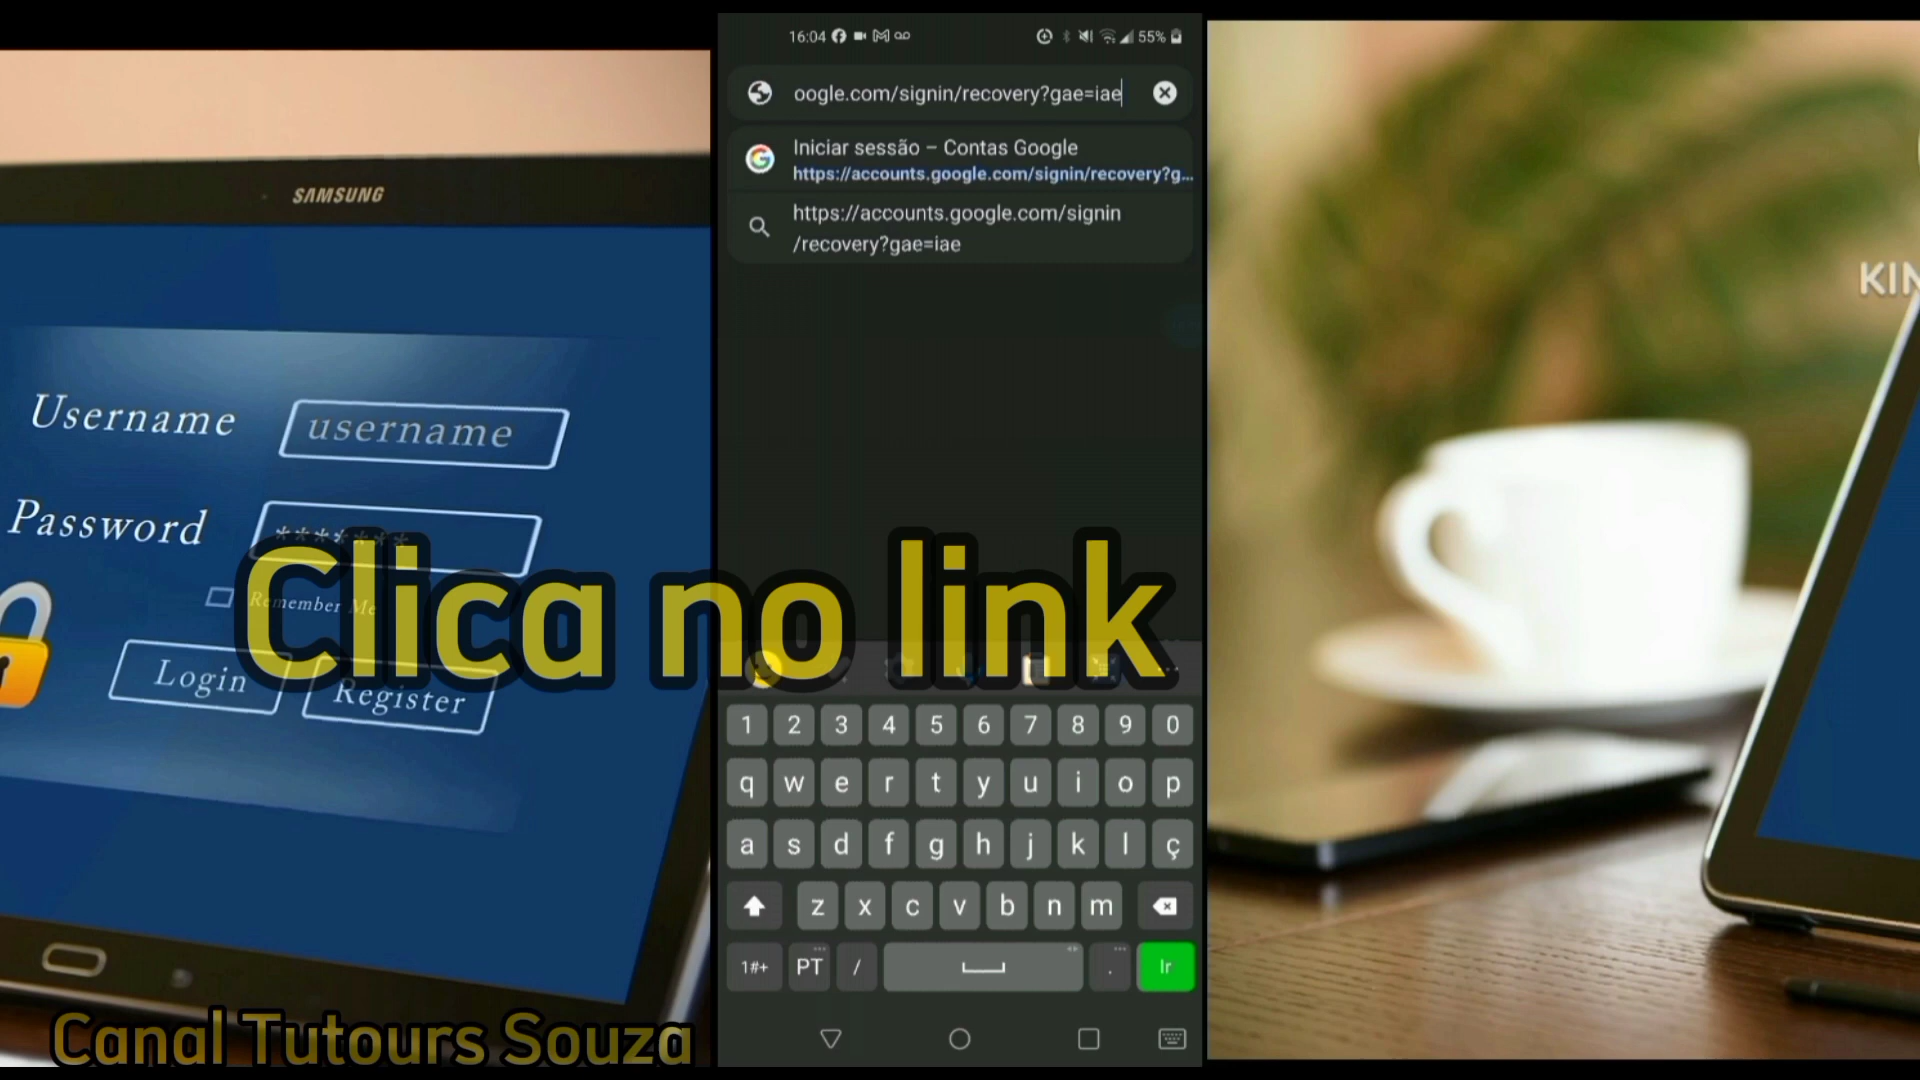 SAMSUNG
Username
username
Password
*******
Remember Me
Login
Register
16:04
55%
oogle.com/signin/recovery?gae=iae
Iniciar sessão – Contas Google
https://accounts.google.com/signin/recovery?g...
https://accounts.google.com/signin
/recovery?gae=iae
Clica no link
1 2 3 4 5 6 7 8 9 0
q w e r t y u i o p
a s d f g h j k l ç
z x c v b n m
1#+ PT / . Ir
KIN
Canal Tutours Souza